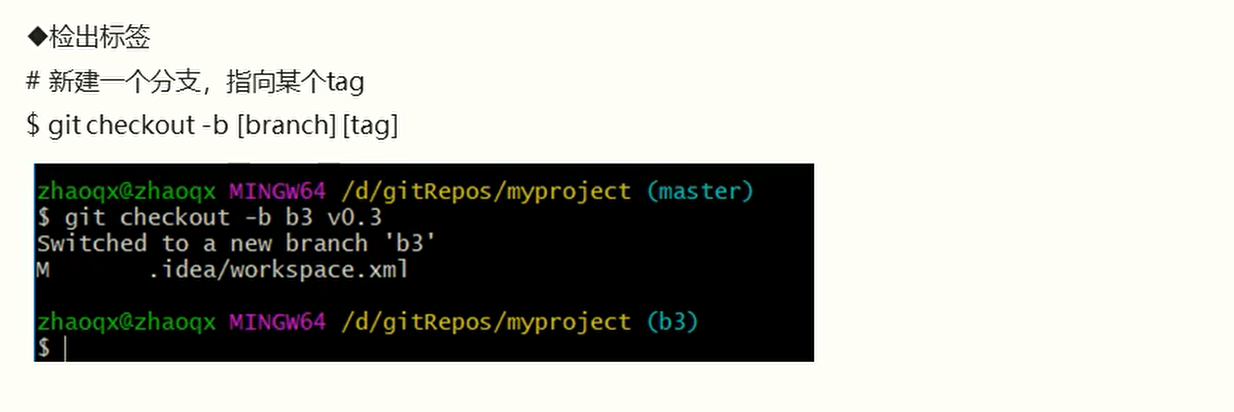 ◆检出标签
# 新建一个分支，指向某个tag
$ git checkout -b [branch] [tag]
zhaoqx@zhaoqx MINGW64 /d/gitRepos/myproject (master)
$ git checkout -b b3 v0.3
Switched to a new branch 'b3'
M       .idea/workspace.xml
zhaoqx@zhaoqx MINGW64 /d/gitRepos/myproject (b3)
$